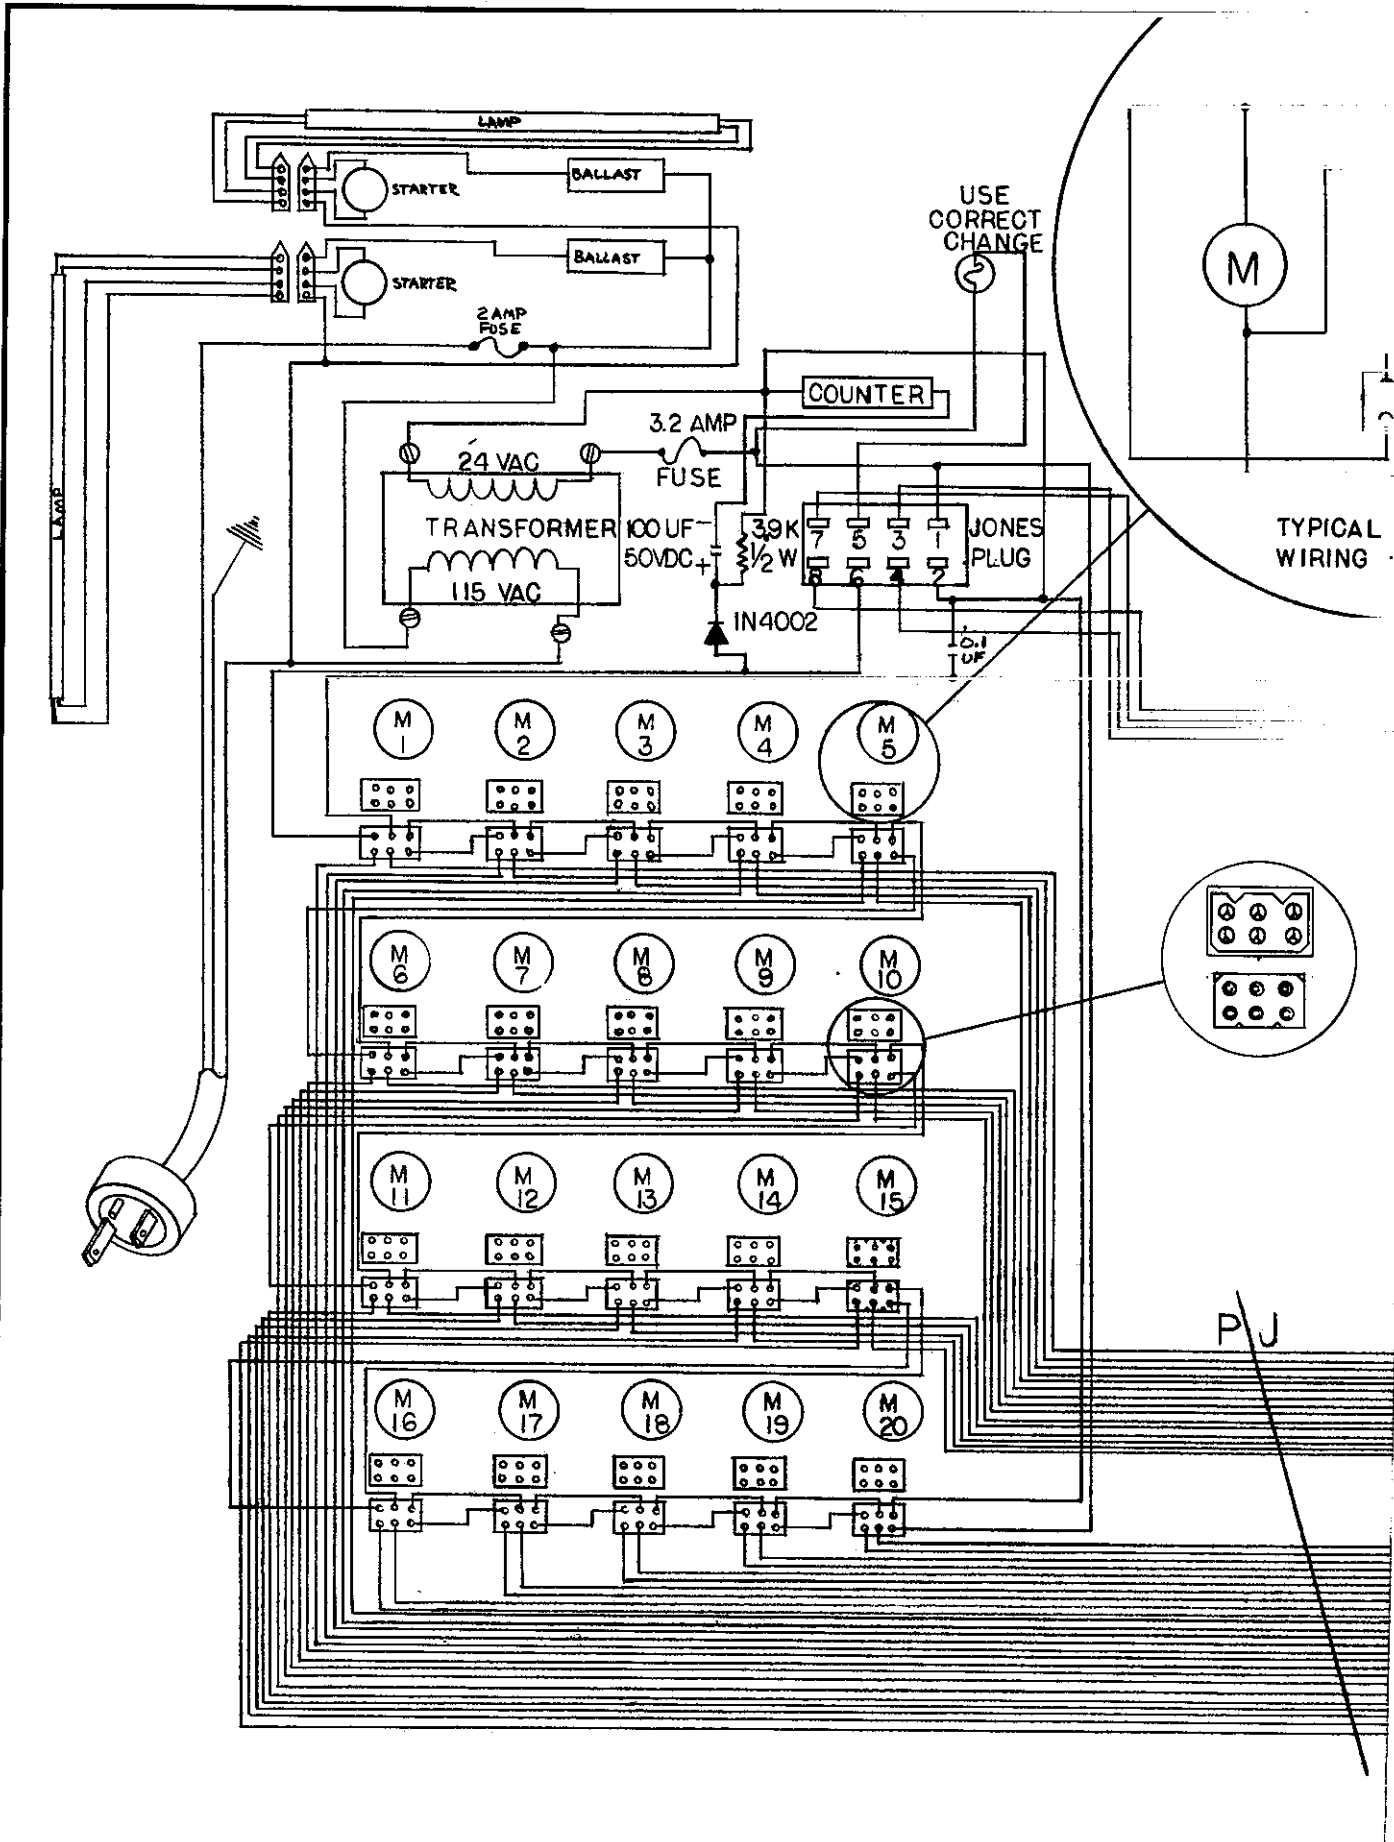 LAMP
BALLAST
STARTER
USE
CORRECT
CHANGE
BALLAST
STARTER
M
2 AMP
FUSE
COUNTER
3.2 AMP
FUSE
24 VAC
LAMP
TRANSFORMER
100 UF -
50VDC +
3.9K
1/2 W
7 5 3 1
8 6 4 2
JONES
PLUG
TYPICAL
WIRING
115 VAC
1N4002
0.1
UF
M
1
M
2
M
3
M
4
M
5
M
6
M
7
M
8
M
9
M
10
M
11
M
12
M
13
M
14
M
15
P J
M
16
M
17
M
18
M
19
M
20